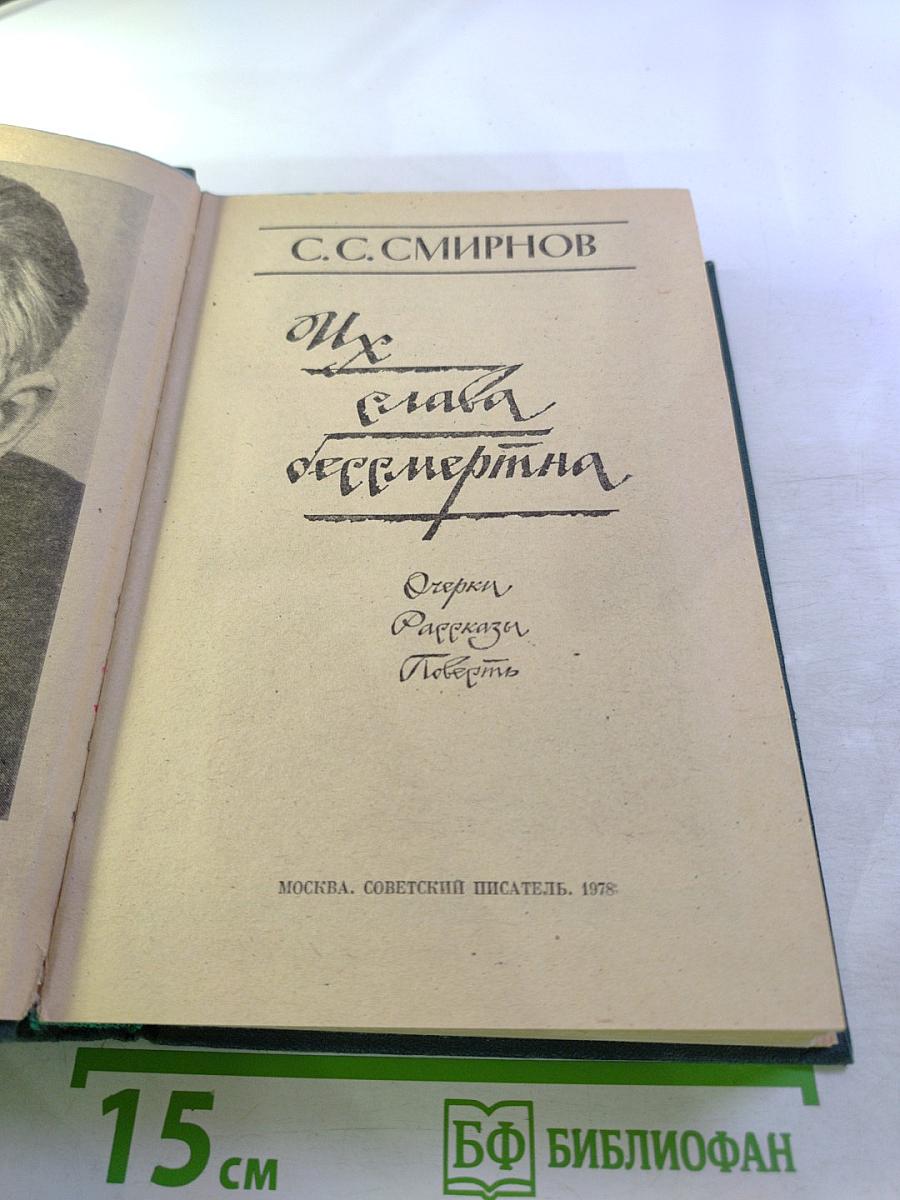 С. С. СМИРНОВ
Их
слава
бессмертна
Очерки
Рассказы
Повесть
МОСКВА. СОВЕТСКИЙ ПИСАТЕЛЬ. 1978
15 см
БФ БИБЛИОФАН